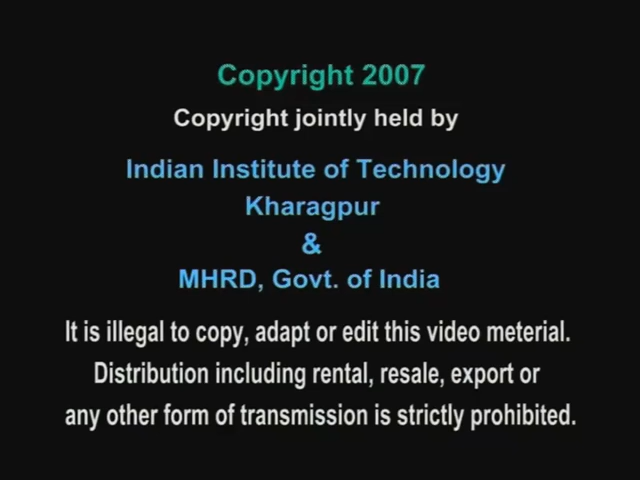 Copyright 2007
Copyright jointly held by
Indian Institute of Technology
Kharagpur
&
MHRD, Govt. of India
It is illegal to copy, adapt or edit this video meterial.
Distribution including rental, resale, export or
any other form of transmission is strictly prohibited.